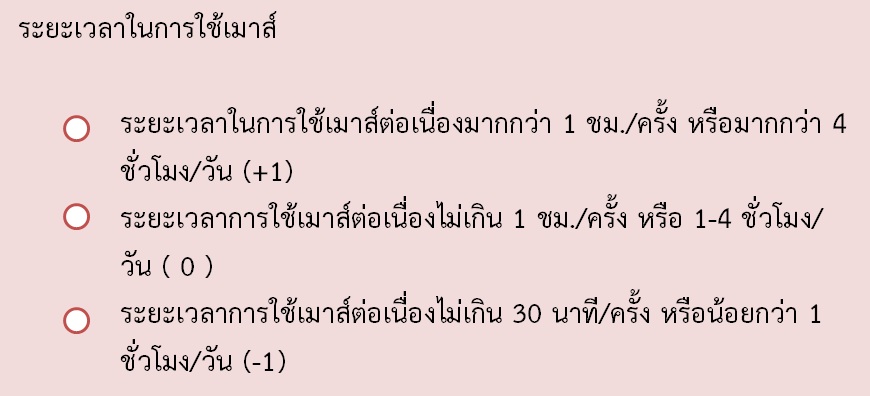 ระยะเวลาในการใช้เมาส์
ระยะเวลาในการใช้เมาส์ต่อเนื่องมากกว่า 1 ชม./ครั้ง หรือมากกว่า 4
ชั่วโมง/วัน (+1)
ระยะเวลาการใช้เมาส์ต่อเนื่องไม่เกิน 1 ชม./ครั้ง หรือ 1-4 ชั่วโมง/
วัน ( 0 )
ระยะเวลาการใช้เมาส์ต่อเนื่องไม่เกิน 30 นาที/ครั้ง หรือน้อยกว่า 1
ชั่วโมง/วัน (-1)